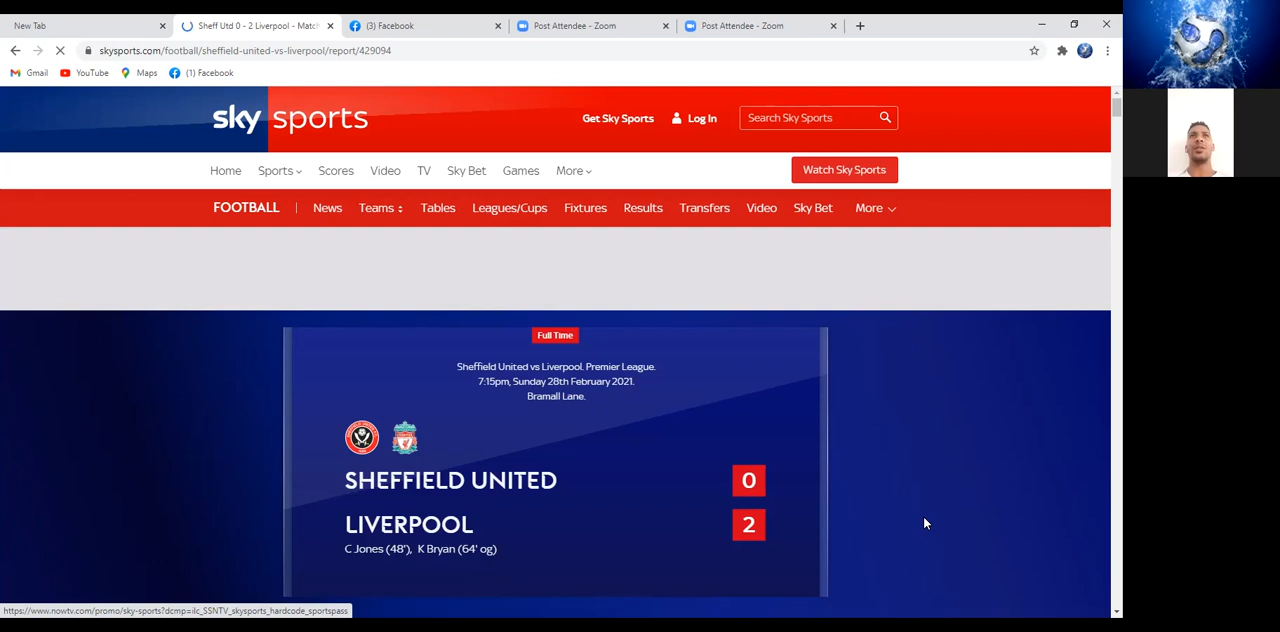 New Tab
Sheff Utd 0 - 2 Liverpool - Match
(3) Facebook
Post Attendee - Zoom
Post Attendee - Zoom
skysports.com/football/sheffield-united-vs-liverpool/report/429094
Gmail
YouTube
Maps
(1) Facebook
sky sports
Get Sky Sports
Log In
Search Sky Sports
Home
Sports
Scores
Video
TV
Sky Bet
Games
More
Watch Sky Sports
FOOTBALL
News
Teams
Tables
Leagues/Cups
Fixtures
Results
Transfers
Video
Sky Bet
More
Full Time
Sheffield United vs Liverpool. Premier League.
7:15pm, Sunday 28th February 2021.
Bramall Lane.
SHEFFIELD UNITED 0
LIVERPOOL 2
C Jones (48'), K Bryan (64' og)
https://www.nowtv.com/promo/sky-sports?dcmp=ilc_SSNTV_skysports_hardcode_sportspass